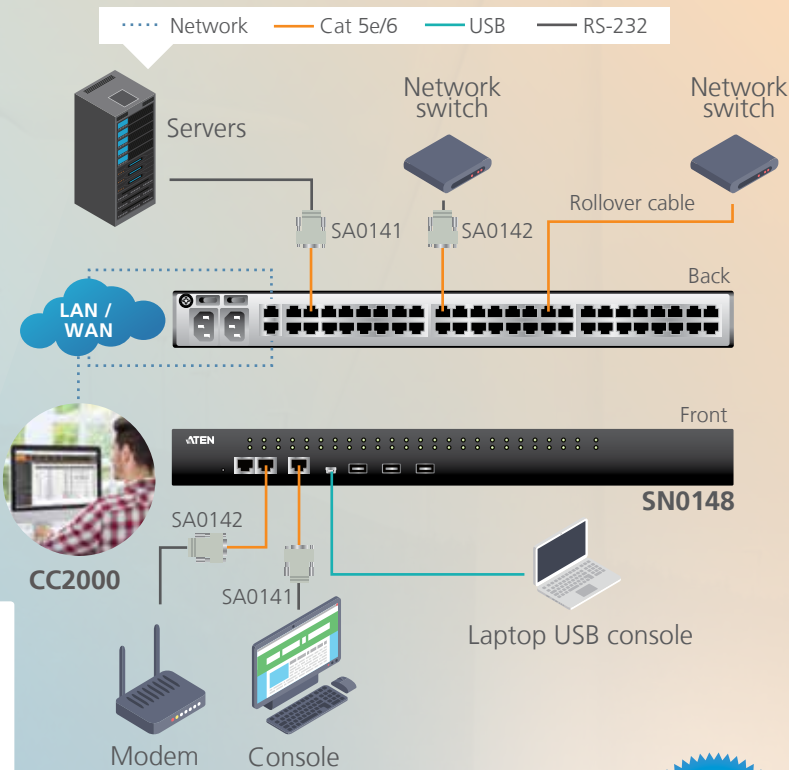 Network Cat 5e/6 USB RS-232
Network
switch
Network
switch
Servers
Rollover cable
SA0141
SA0142
Back
LAN /
WAN
Front
ATEN
SN0148
SA0142
CC2000
SA0141
Laptop USB console
Modem
Console